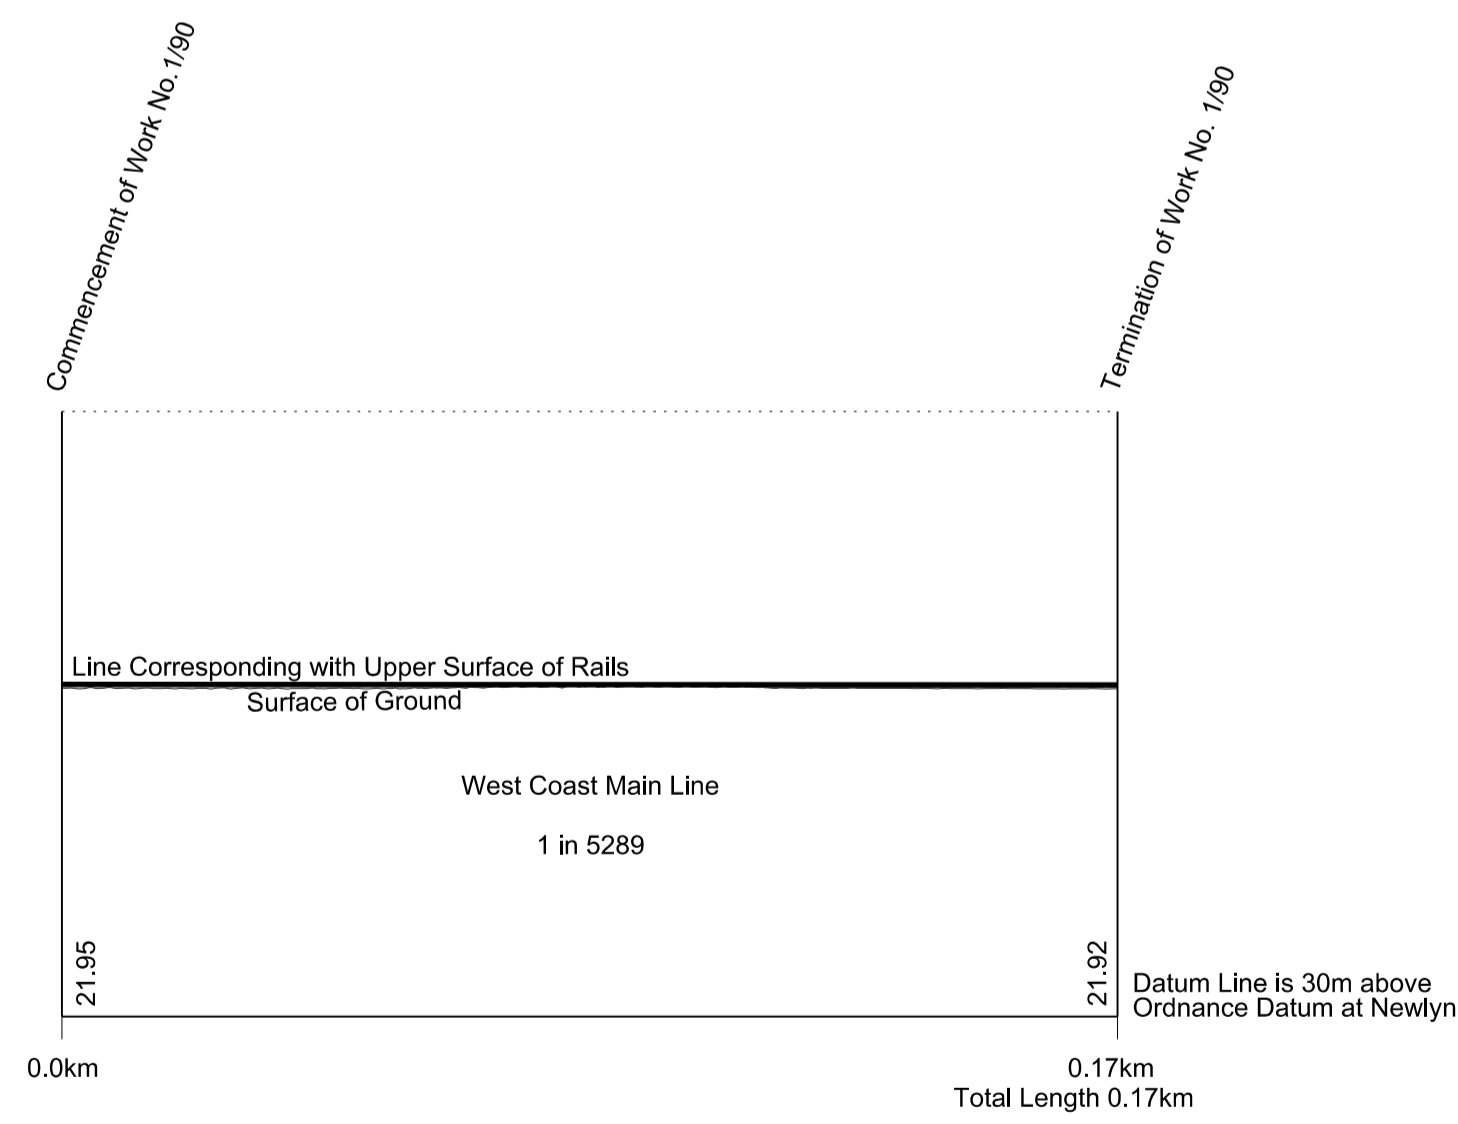 Commencement of Work No.1/90
Termination of Work No. 1/90
Line Corresponding with Upper Surface of Rails
Surface of Ground
West Coast Main Line
1 in 5289
21.95
21.92
Datum Line is 30m above
Ordnance Datum at Newlyn
0.0km
0.17km
Total Length 0.17km